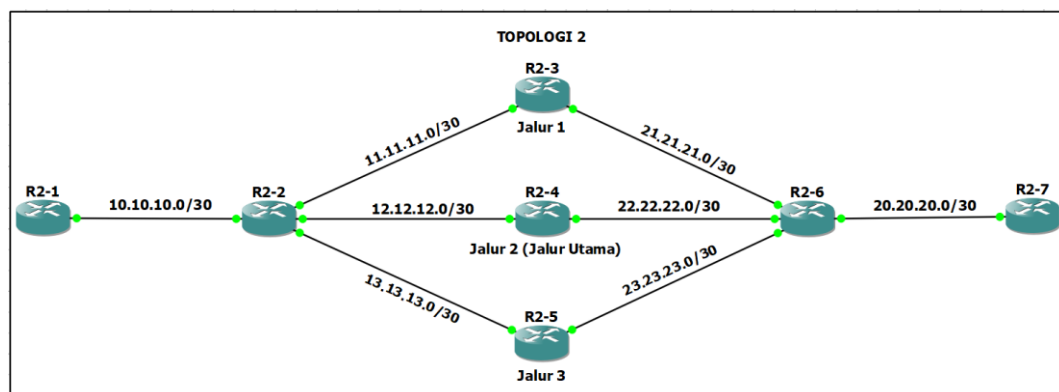 TOPOLOGI 2
R2-3
Jalur 1
11.11.11.0/30
21.21.21.0/30
R2-1
10.10.10.0/30
R2-2
12.12.12.0/30
R2-4
22.22.22.0/30
R2-6
20.20.20.0/30
R2-7
Jalur 2 (Jalur Utama)
13.13.13.0/30
23.23.23.0/30
R2-5
Jalur 3